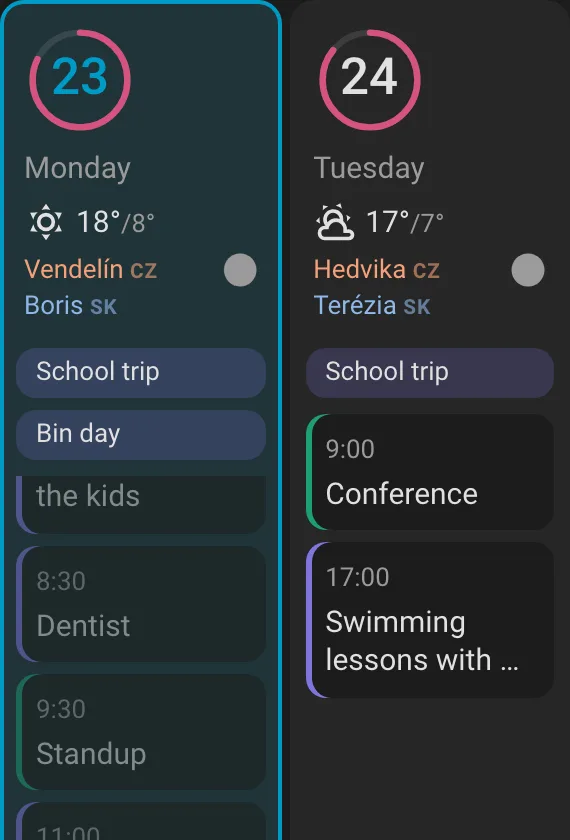 23
Monday
18°/8°
Vendelín CZ
Boris SK
School trip
Bin day
the kids
8:30
Dentist
9:30
Standup
11:00
24
Tuesday
17°/7°
Hedvika CZ
Terézia SK
School trip
9:00
Conference
17:00
Swimming
lessons with ...